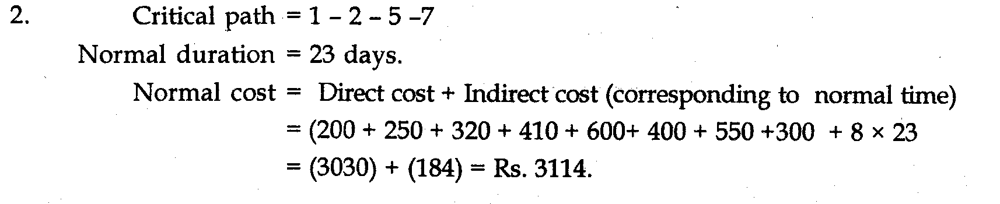 2. Critical path = 1 – 2 – 5 –7
Normal duration = 23 days.
Normal cost = Direct cost + Indirect cost (corresponding to normal time)
= (200 + 250 + 320 + 410 + 600+ 400 + 550 +300 + 8 × 23
= (3030) + (184) = Rs. 3114.